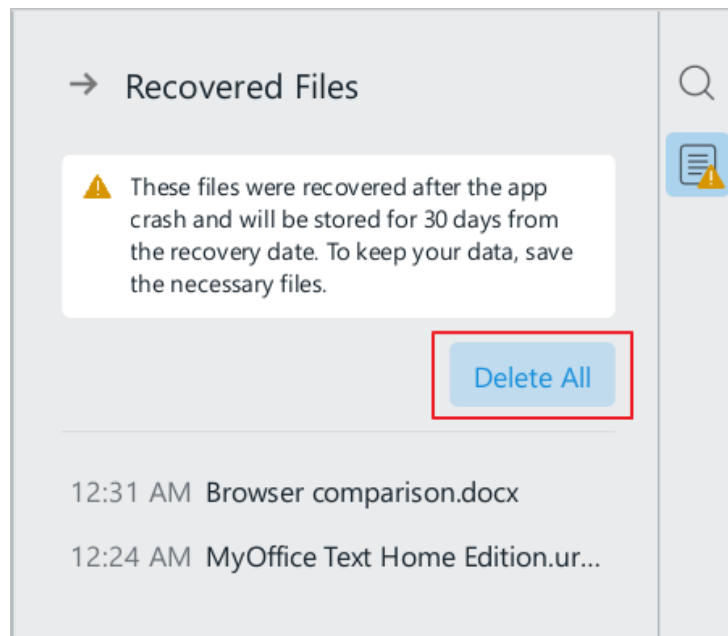 Recovered Files
These files were recovered after the app
crash and will be stored for 30 days from
the recovery date. To keep your data, save
the necessary files.
Delete All
12:31 AM Browser comparison.docx
12:24 AM MyOffice Text Home Edition.ur...